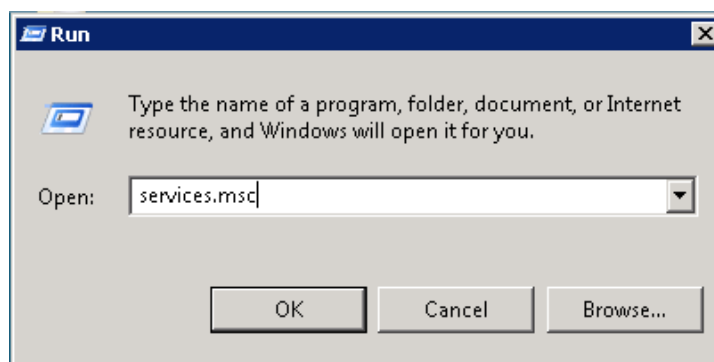 Run
Type the name of a program, folder, document, or Internet
resource, and Windows will open it for you.
Open: services.msc
OK Cancel Browse...